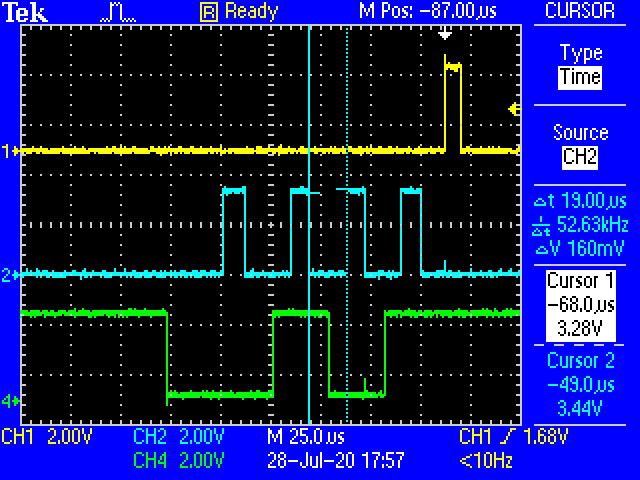 Tek R Ready M Pos: -87.00µs CURSOR
Type
Time
Source
CH2
Δt 19.00µs
1/Δt 52.63kHz
ΔV 160mV
1
2
4
Cursor 1
-68.0µs
3.28V
Cursor 2
-49.0µs
3.44V
CH1 2.00V CH2 2.00V M 25.0µs CH1 / 1.68V
CH4 2.00V 28-Jul-20 17:57 <10Hz